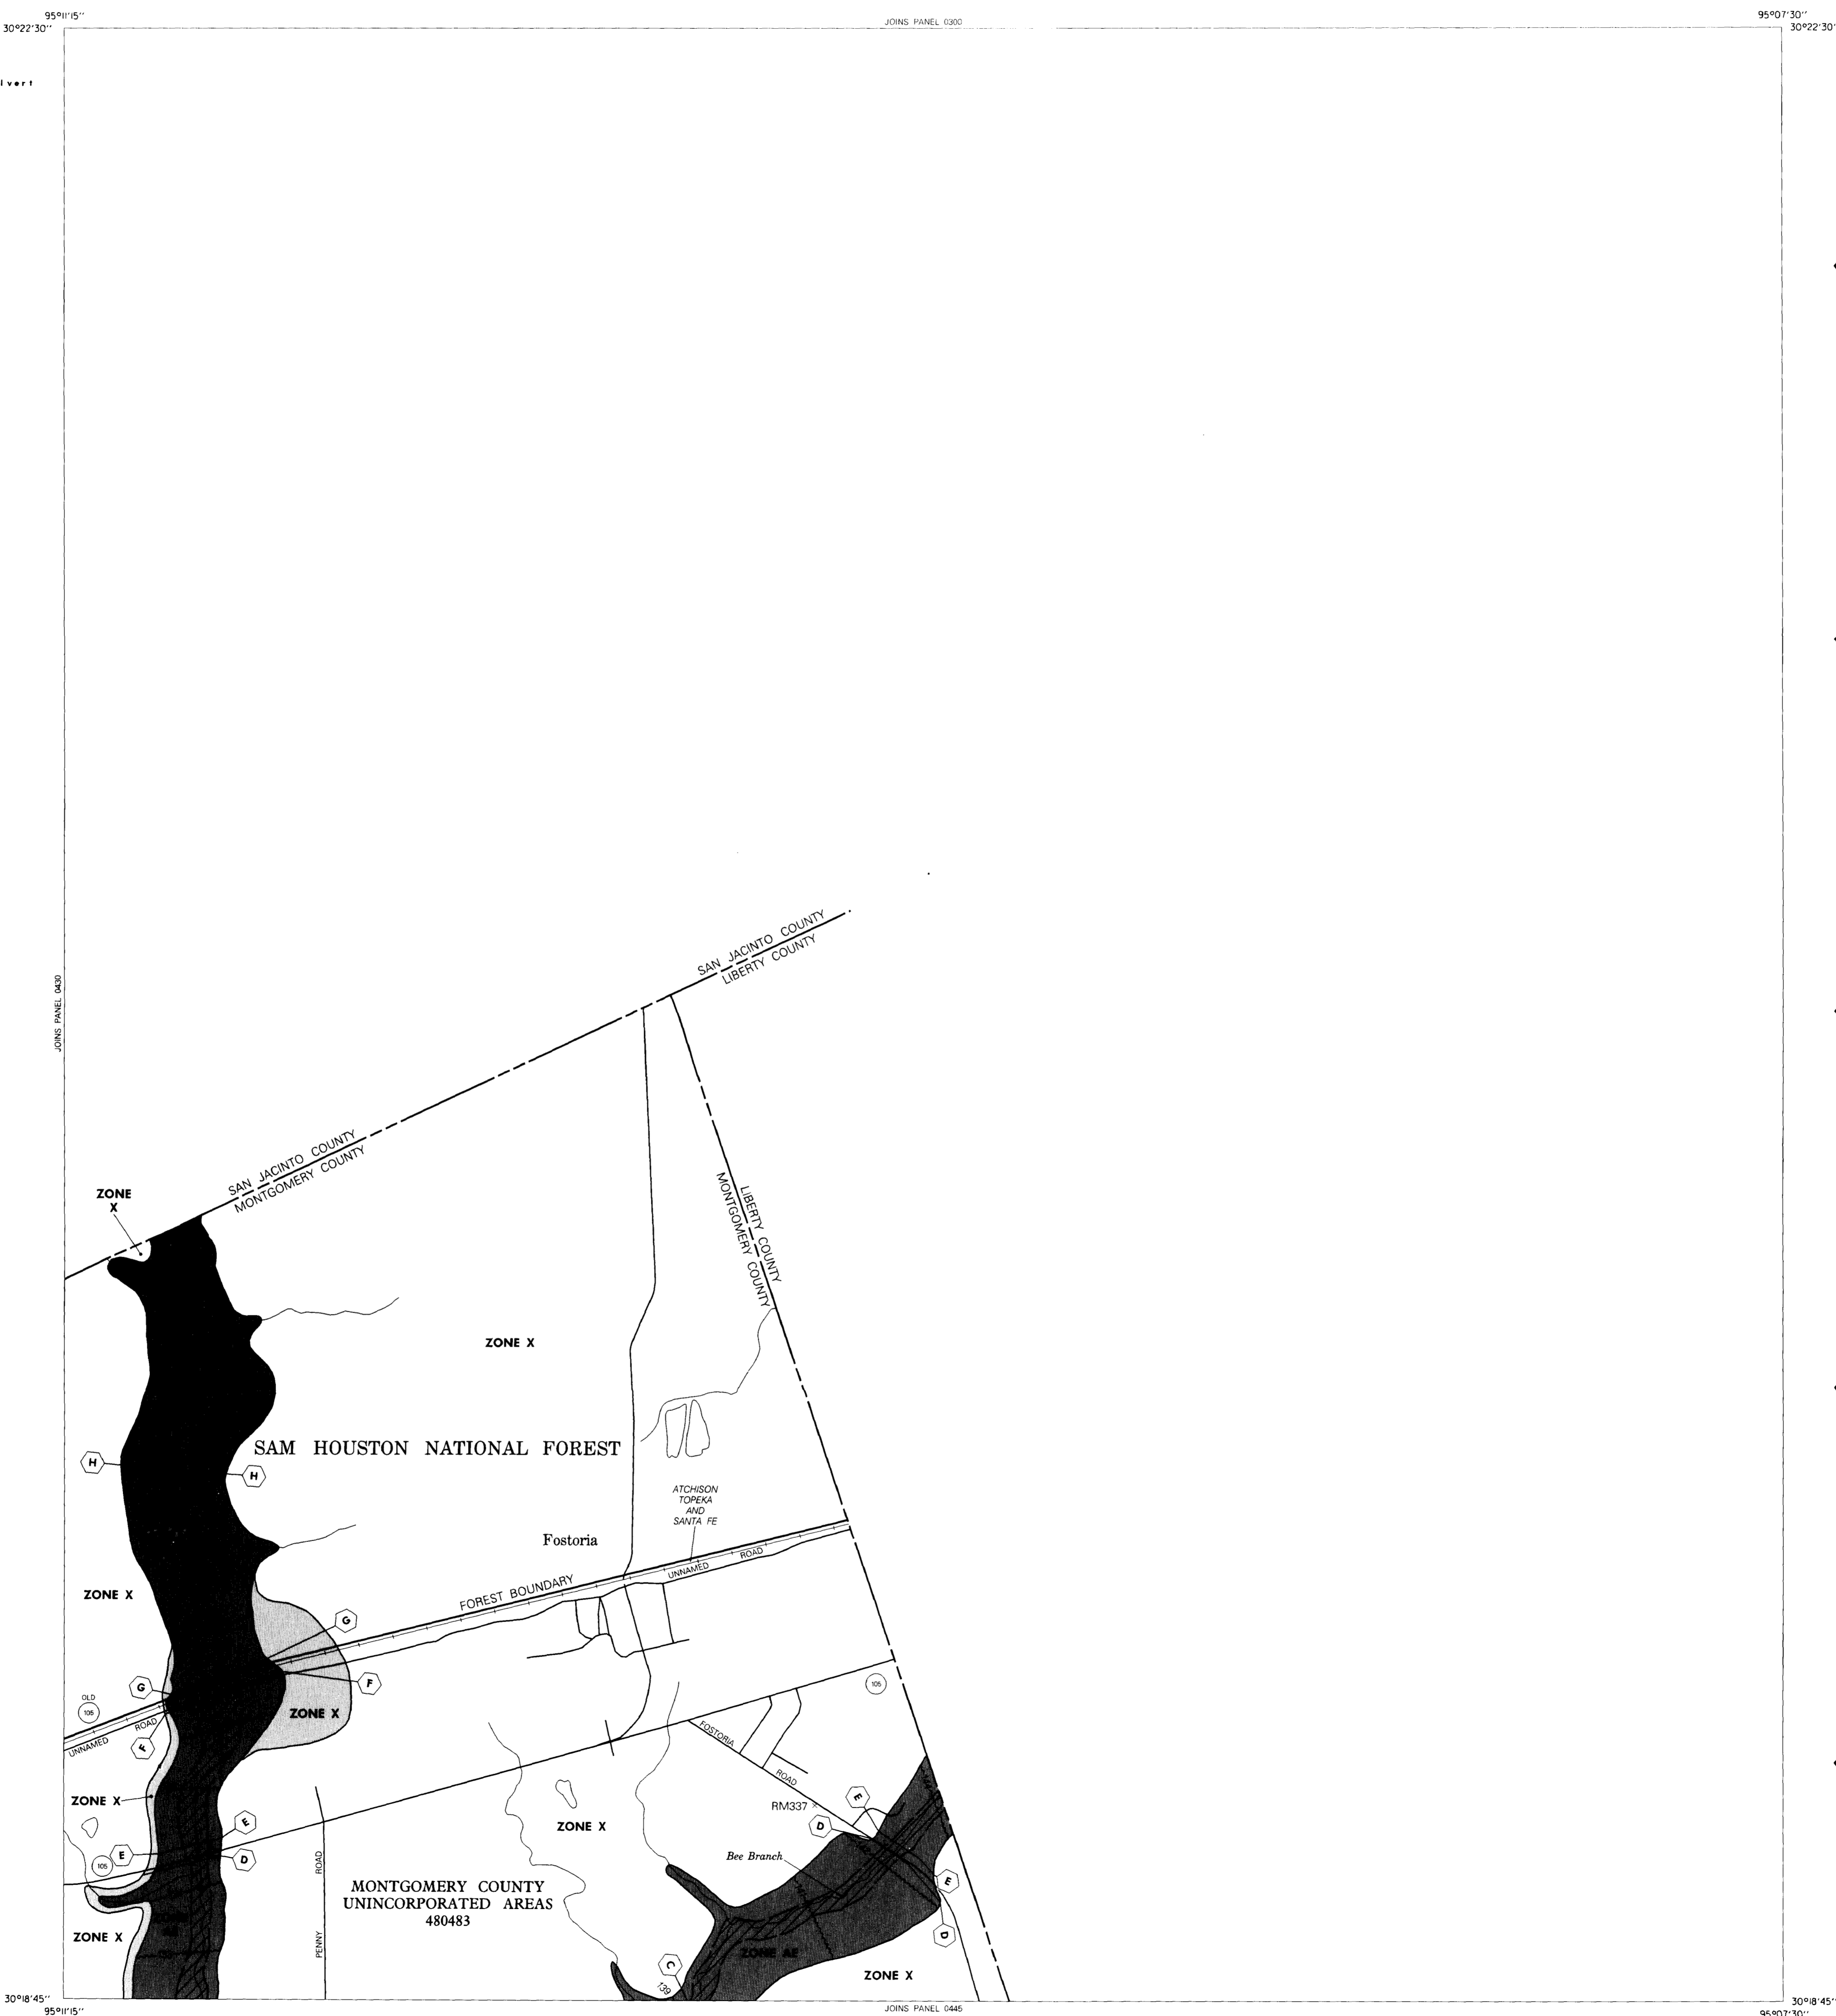 95°11'15''
JOINS PANEL 0300
95°07'30''
30°22'30''
30°22'30''
lvert
SAN JACINTO COUNTY
LIBERTY COUNTY
JOINS PANEL 0430
SAN JACINTO COUNTY
MONTGOMERY COUNTY
LIBERTY COUNTY
MONTGOMERY COUNTY
ZONE
X
ZONE X
SAM HOUSTON NATIONAL FOREST
H
H
ATCHISON
TOPEKA
AND
SANTA FE
Fostoria
UNNAMED ROAD
FOREST BOUNDARY
ZONE X
G
G
F
OLD
105
UNNAMED ROAD
F
ZONE X
105
FOSTORIA ROAD
ZONE X
E
E
D
105
RM337
E
D
ZONE X
Bee Branch
PENNY ROAD
MONTGOMERY COUNTY
UNINCORPORATED AREAS
480483
E
D
ZONE X
ZONE AE
C
139
ZONE X
30°18'45''
30°18'45''
95°11'15''
JOINS PANEL 0445
95°07'30''